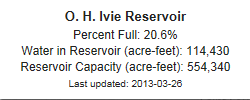 O. H. Ivie Reservoir
Percent Full: 20.6%
Water in Reservoir (acre-feet): 114,430
Reservoir Capacity (acre-feet): 554,340
Last updated: 2013-03-26